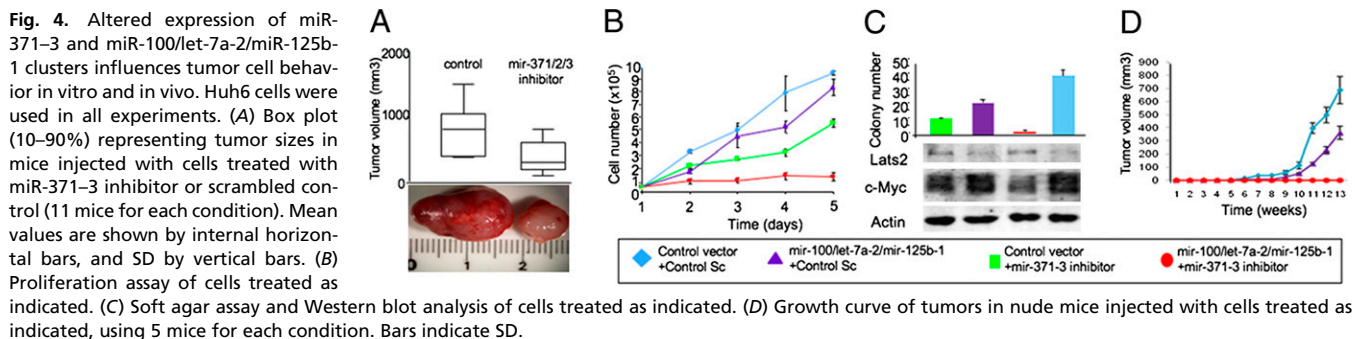 Fig. 4. Altered expression of miR-
371–3 and miR-100/let-7a-2/miR-125b-
1 clusters influences tumor cell behav-
ior in vitro and in vivo. Huh6 cells were
used in all experiments. (A) Box plot
(10–90%) representing tumor sizes in
mice injected with cells treated with
miR-371–3 inhibitor or scrambled con-
trol (11 mice for each condition). Mean
values are shown by internal horizon-
tal bars, and SD by vertical bars. (B)
Proliferation assay of cells treated as
indicated. (C) Soft agar assay and Western blot analysis of cells treated as indicated. (D) Growth curve of tumors in nude mice injected with cells treated as
indicated, using 5 mice for each condition. Bars indicate SD.
A
Tumor volume (mm3)
2000
1000
0
control
mir-371/2/3
inhibitor
0 1 2
B
Cell number (x10⁵)
10
9
8
7
6
5
4
3
2
1
0
1 2 3 4 5
Time (days)
C
Colony number
50
40
30
20
10
0
Lats2
c-Myc
Actin
D
Tumor volume (mm3)
900
800
700
600
500
400
300
200
100
0
1 2 3 4 5 6 7 8 9 10 11 12 13
Time (weeks)
Control vector
+Control Sc
mir-100/let-7a-2/mir-125b-1
+Control Sc
Control vector
+mir-371-3 inhibitor
mir-100/let-7a-2/mir-125b-1
+mir-371-3 inhibitor